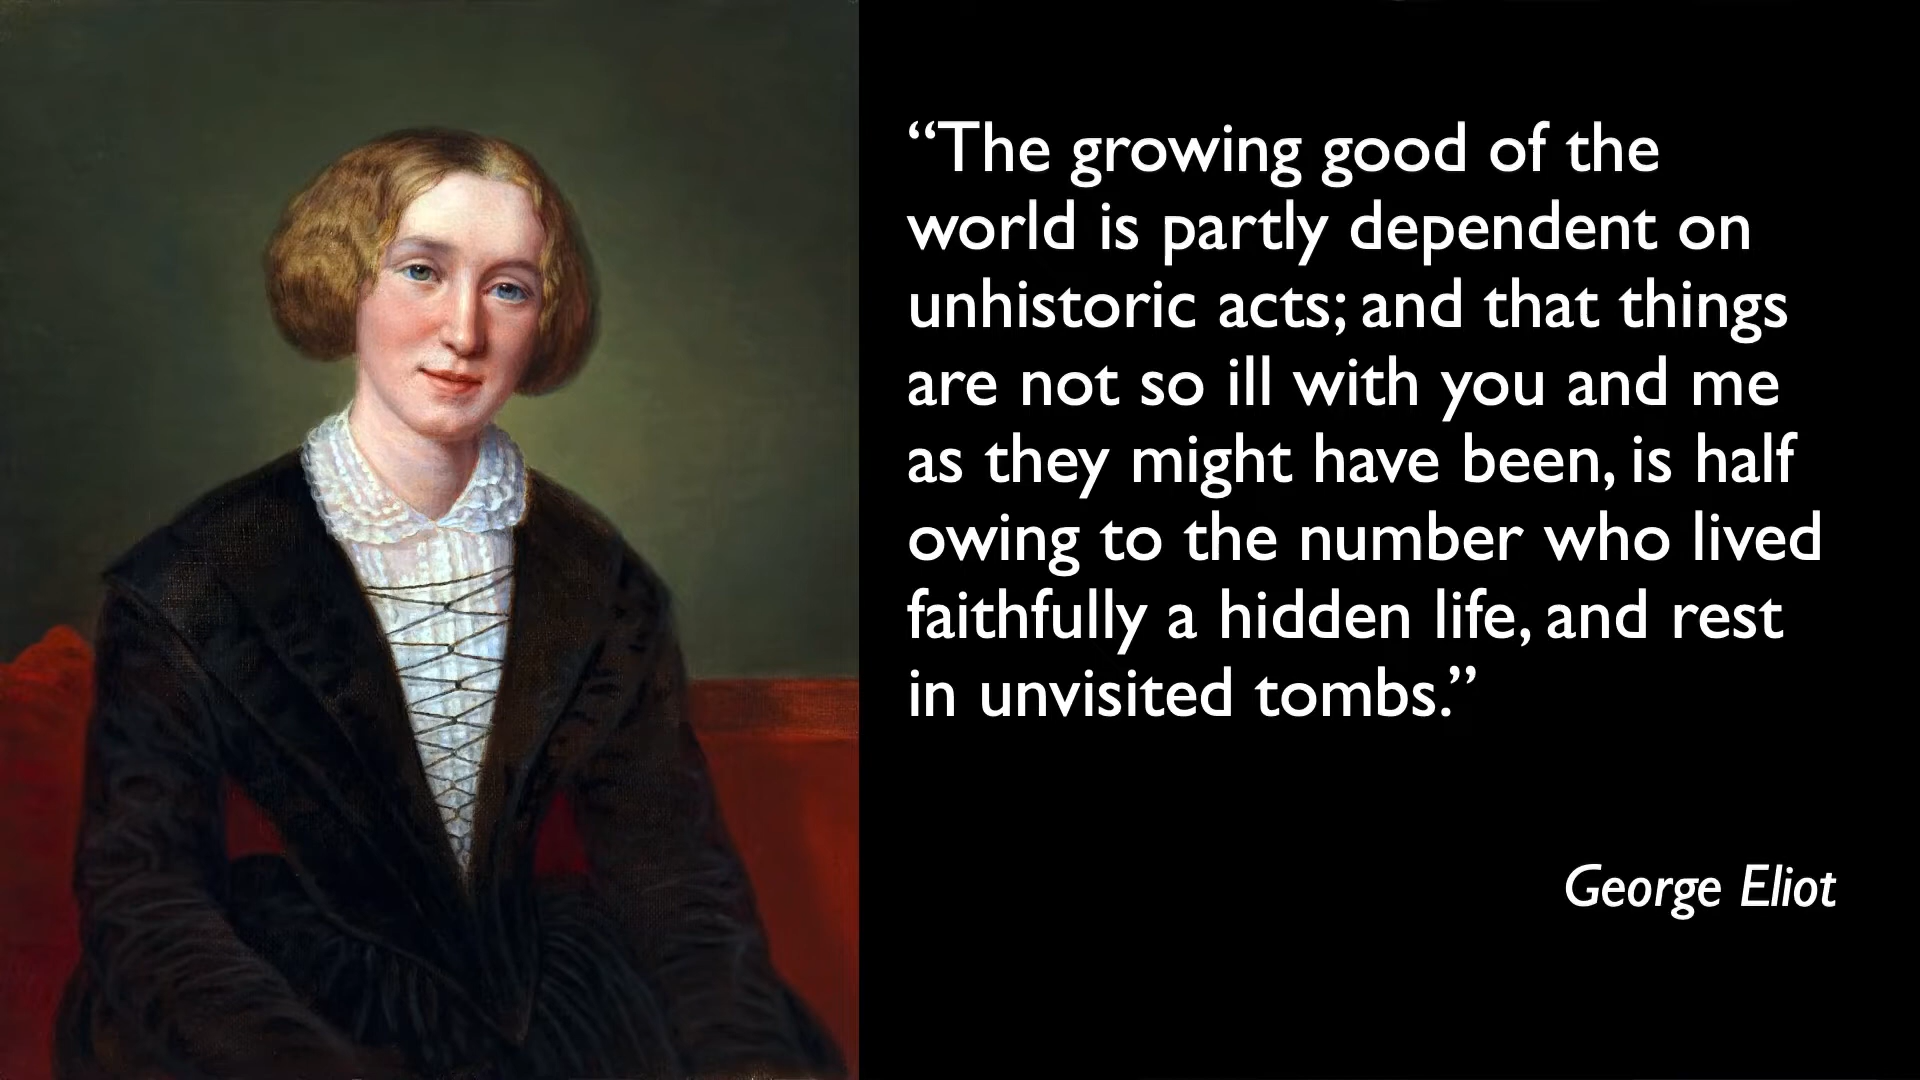 “The growing good of the
world is partly dependent on
unhistoric acts; and that things
are not so ill with you and me
as they might have been, is half
owing to the number who lived
faithfully a hidden life, and rest
in unvisited tombs.”
George Eliot